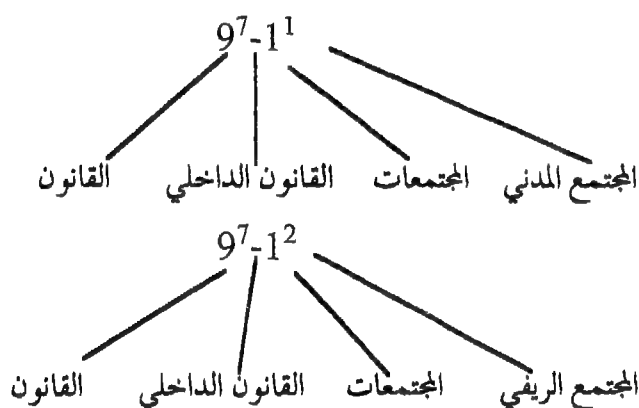 9⁷-1¹
القانون القانون الداخلي المجتمعات المجتمع المدني
9⁷-1²
القانون القانون الداخلي المجتمعات المجتمع الريفي